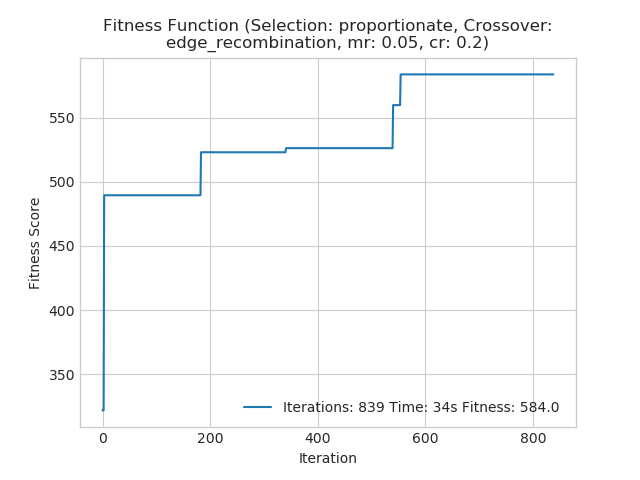 Fitness Function (Selection: proportionate, Crossover:
edge_recombination, mr: 0.05, cr: 0.2)
Fitness Score
550
500
450
400
350
Iterations: 839 Time: 34s Fitness: 584.0
0 200 400 600 800
Iteration